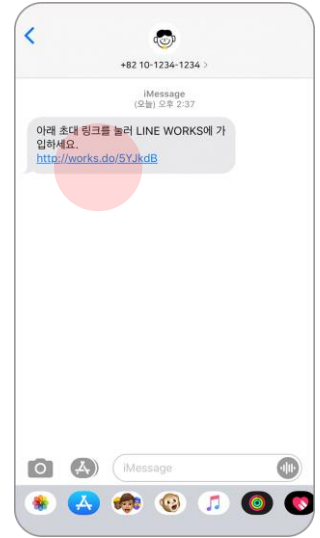 +82 10-1234-1234 >
iMessage
(오늘) 오후 2:37
아래 초대 링크를 눌러 LINE WORKS에 가
입하세요.
http://works.do/5YJkdB
iMessage